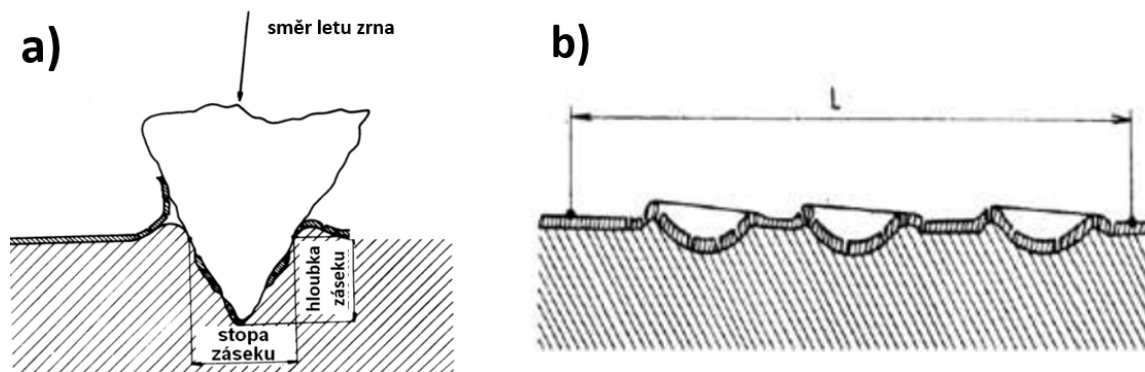 a)
směr letu zrna
hloubka
záseku
stopa
záseku
b)
L